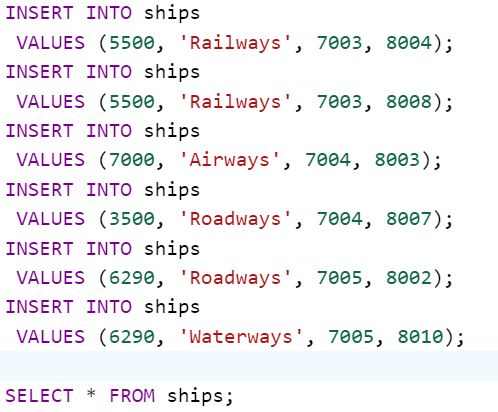 INSERT INTO ships
VALUES (5500, 'Railways', 7003, 8004);
INSERT INTO ships
VALUES (5500, 'Railways', 7003, 8008);
INSERT INTO ships
VALUES (7000, 'Airways', 7004, 8003);
INSERT INTO ships
VALUES (3500, 'Roadways', 7004, 8007);
INSERT INTO ships
VALUES (6290, 'Roadways', 7005, 8002);
INSERT INTO ships
VALUES (6290, 'Waterways', 7005, 8010);
SELECT * FROM ships;